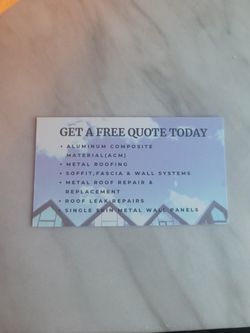 GET A FREE QUOTE TODAY
• ALUMINUM COMPOSITE
MATERIAL(ACM)
• METAL ROOFING
• SOFFIT,FASCIA & WALL SYSTEMS
• METAL ROOF REPAIR &
REPLACEMENT
• ROOF LEAK REPAIRS
• SINGLE SKIN METAL WALL PANELS